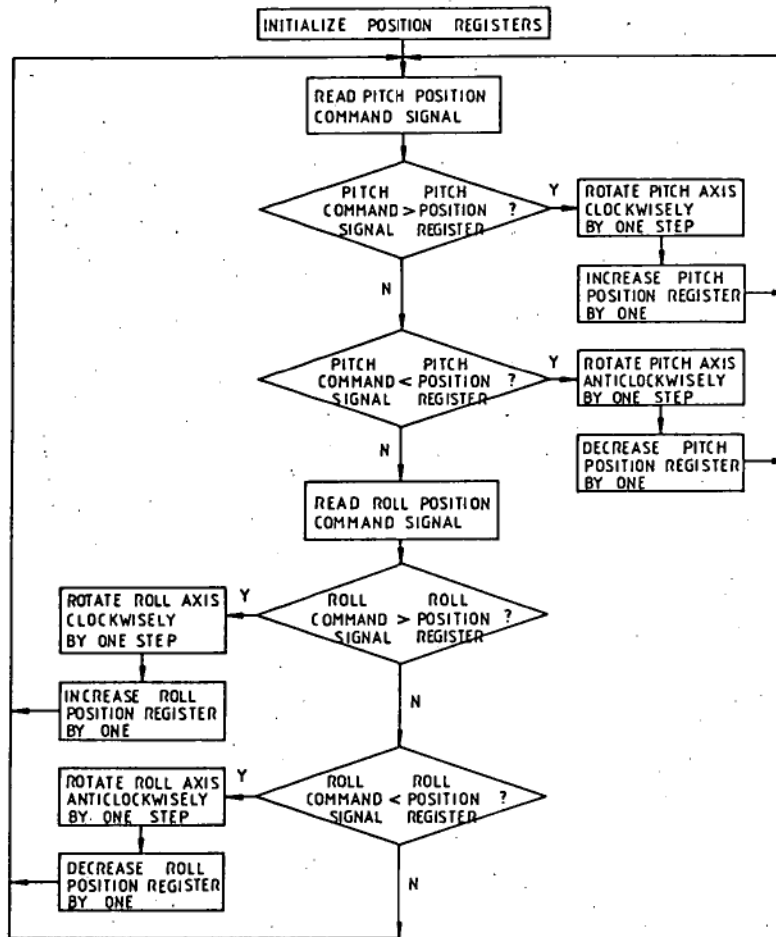 INITIALIZE POSITION REGISTERS
READ PITCH POSITION
COMMAND SIGNAL
PITCH PITCH
COMMAND > POSITION ?
SIGNAL REGISTER
Y
ROTATE PITCH AXIS
CLOCKWISELY
BY ONE STEP
INCREASE PITCH
POSITION REGISTER
BY ONE
N
PITCH PITCH
COMMAND < POSITION ?
SIGNAL REGISTER
Y
ROTATE PITCH AXIS
ANTICLOCKWISELY
BY ONE STEP
DECREASE PITCH
POSITION REGISTER
BY ONE
N
READ ROLL POSITION
COMMAND SIGNAL
ROLL ROLL
COMMAND > POSITION ?
SIGNAL REGISTER
Y
ROTATE ROLL AXIS
CLOCKWISELY
BY ONE STEP
INCREASE ROLL
POSITION REGISTER
BY ONE
N
ROLL ROLL
COMMAND < POSITION ?
SIGNAL REGISTER
Y
ROTATE ROLL AXIS
ANTICLOCKWISELY
BY ONE STEP
DECREASE ROLL
POSITION REGISTER
BY ONE
N